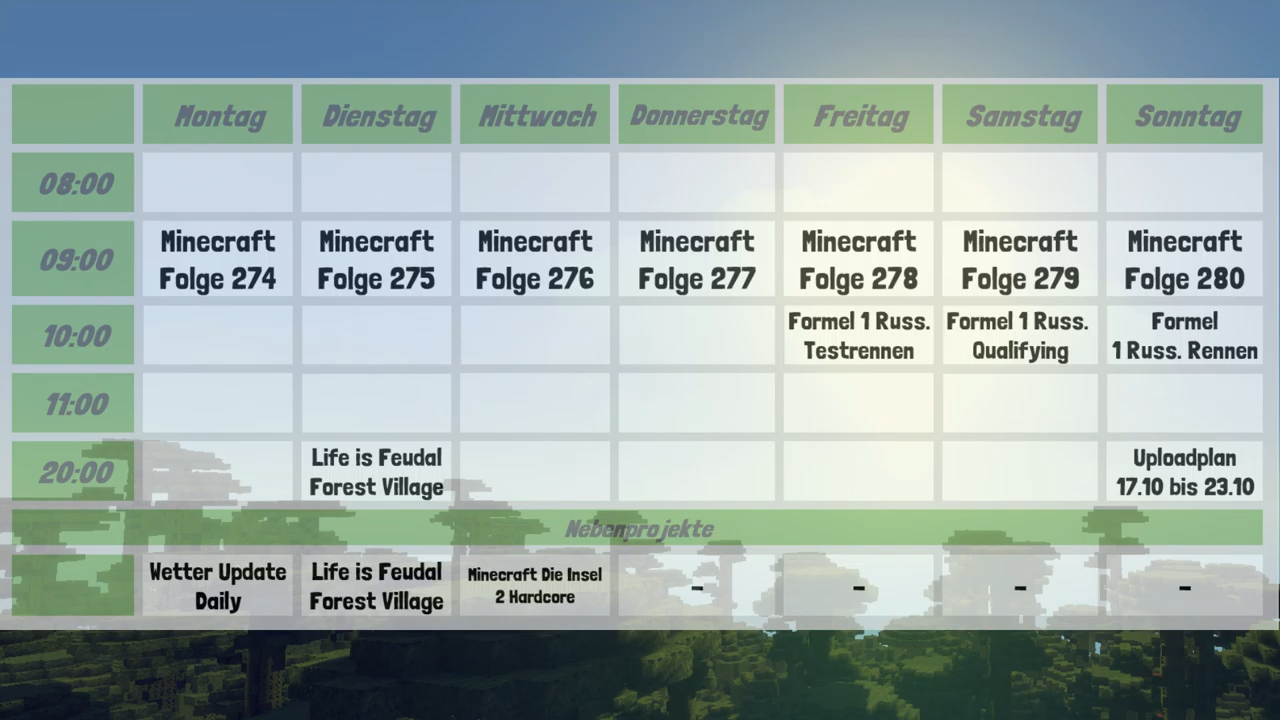 Montag Dienstag Mittwoch Donnerstag Freitag Samstag Sonntag
08:00
09:00
Minecraft
Folge 274
Minecraft
Folge 275
Minecraft
Folge 276
Minecraft
Folge 277
Minecraft
Folge 278
Minecraft
Folge 279
Minecraft
Folge 280
10:00
Formel 1 Russ.
Testrennen
Formel 1 Russ.
Qualifying
Formel
1 Russ. Rennen
11:00
20:00
Life is Feudal
Forest Village
Uploadplan
17.10 bis 23.10
Nebenprojekte
Wetter Update
Daily
Life is Feudal
Forest Village
Minecraft Die Insel
2 Hardcore
-
-
-
-